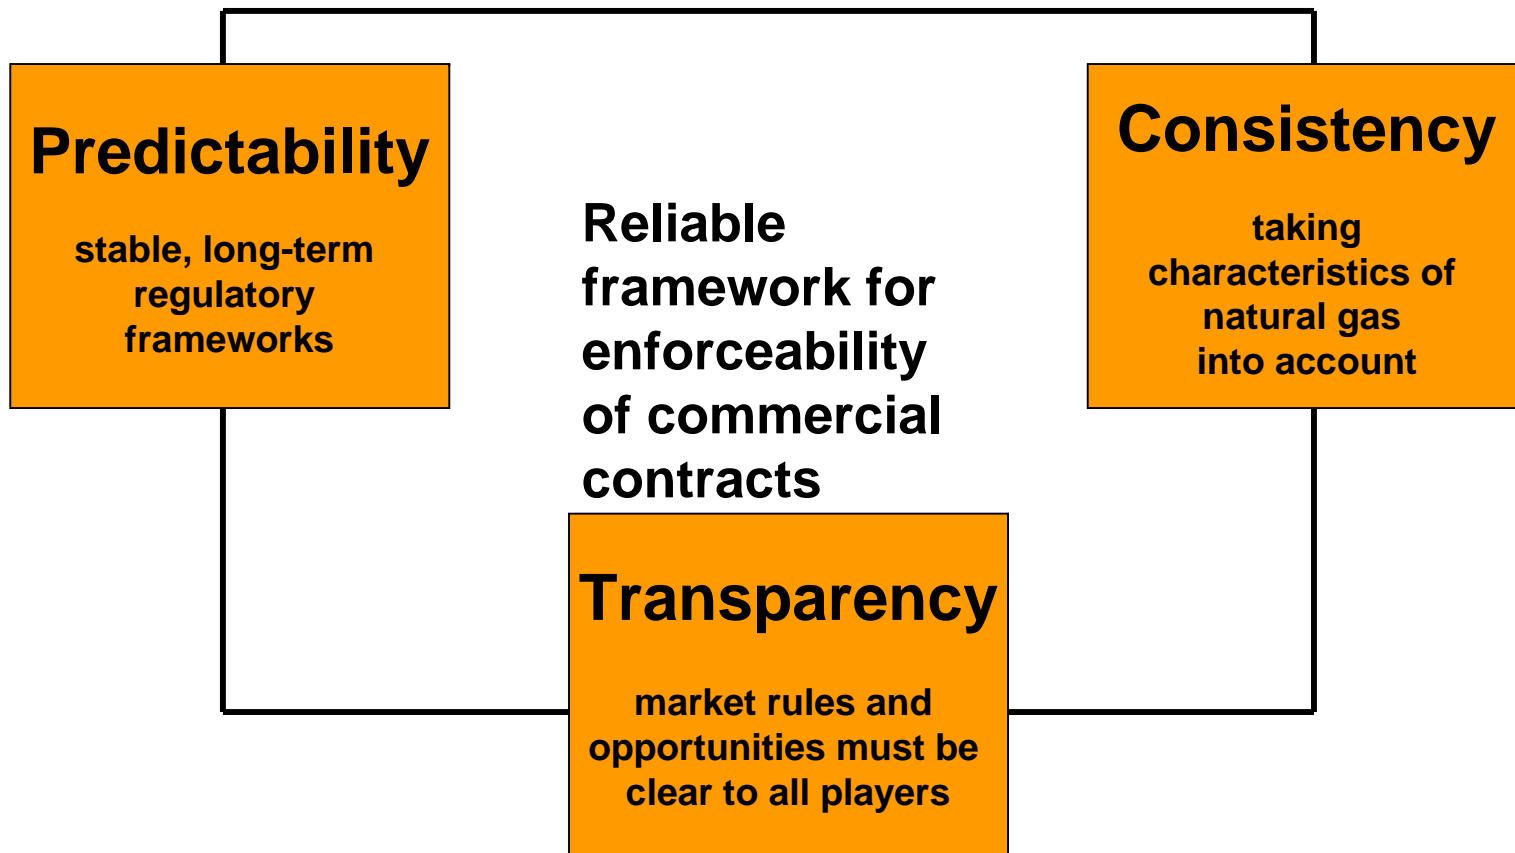 Predictability
stable, long-term
regulatory
frameworks
Reliable
framework for
enforceability
of commercial
contracts
Consistency
taking
characteristics of
natural gas
into account
Transparency
market rules and
opportunities must be
clear to all players